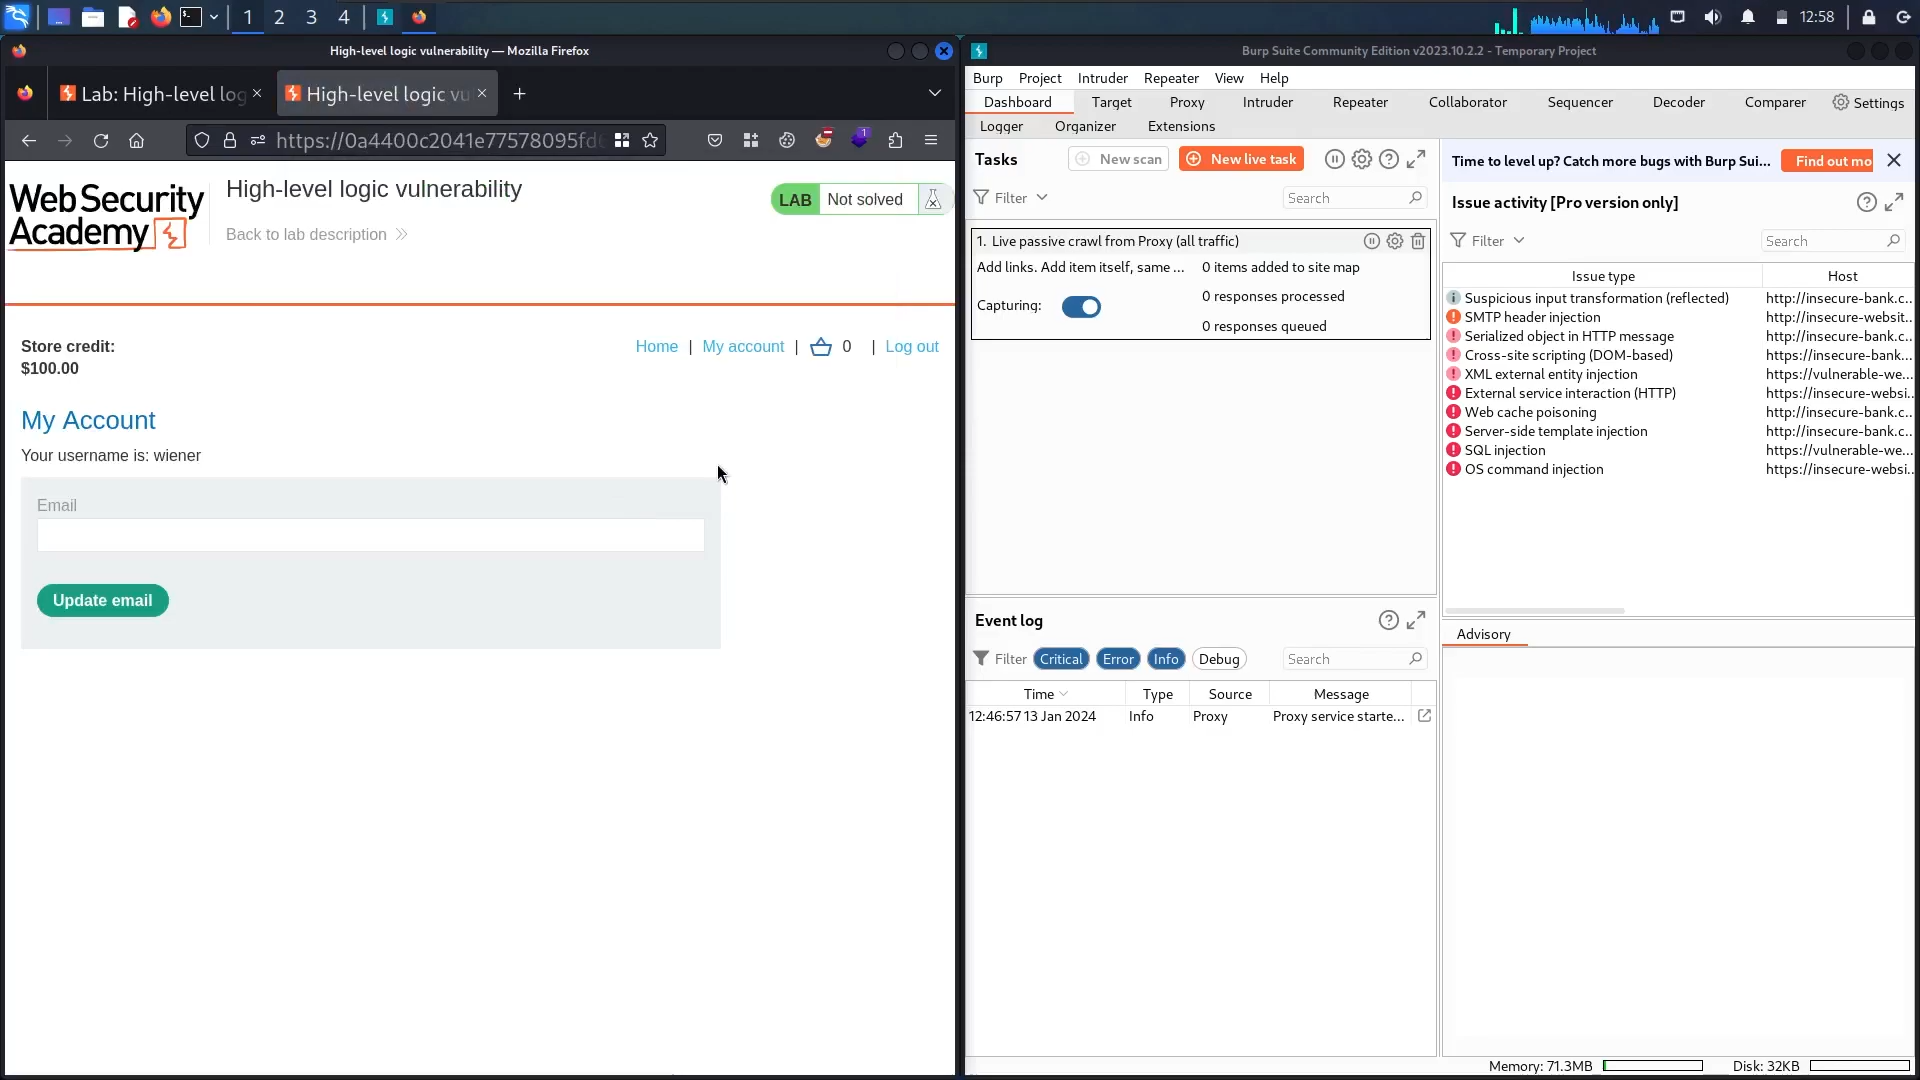 1
2
3
4
12:58
High-level logic vulnerability — Mozilla Firefox
Lab: High-level log
High-level logic vu
https://0a4400c2041e77578095fd
1
Web Security
Academy
High-level logic vulnerability
Back to lab description
LAB
Not solved
Store credit:
$100.00
Home | My account | 0 | Log out
My Account
Your username is: wiener
Email
Update email
Burp Suite Community Edition v2023.10.2.2 - Temporary Project
Burp Project Intruder Repeater View Help
Dashboard Target Proxy Intruder Repeater Collaborator Sequencer Decoder Comparer Settings
Logger Organizer Extensions
Tasks
New scan
New live task
Filter
Search
1. Live passive crawl from Proxy (all traffic)
Add links. Add item itself, same ...
0 items added to site map
Capturing:
0 responses processed
0 responses queued
Event log
Filter Critical Error Info Debug
Search
Time Type Source Message
12:46:57 13 Jan 2024 Info Proxy Proxy service starte...
Time to level up? Catch more bugs with Burp Sui...
Find out mo
Issue activity [Pro version only]
Filter
Search
Issue type Host
Suspicious input transformation (reflected) http://insecure-bank.c...
SMTP header injection http://insecure-websit...
Serialized object in HTTP message http://insecure-bank.c...
Cross-site scripting (DOM-based) https://insecure-bank...
XML external entity injection https://vulnerable-we...
External service interaction (HTTP) https://insecure-websi...
Web cache poisoning http://insecure-bank.c...
Server-side template injection http://insecure-bank.c...
SQL injection https://vulnerable-we...
OS command injection https://insecure-websi...
Advisory
Memory: 71.3MB
Disk: 32KB